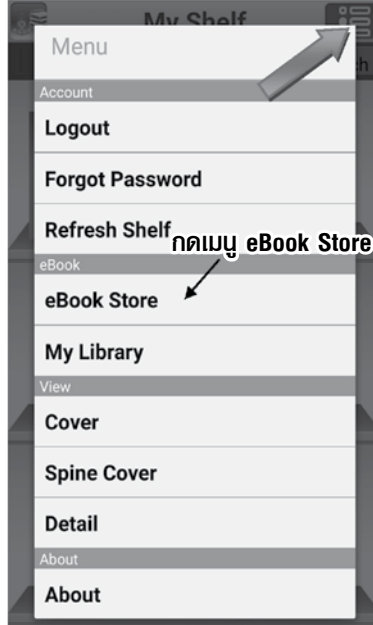 My Shelf
Menu
Account
Logout
Forgot Password
Refresh Shelf
กดเมนู eBook Store
eBook
eBook Store
My Library
View
Cover
Spine Cover
Detail
About
About